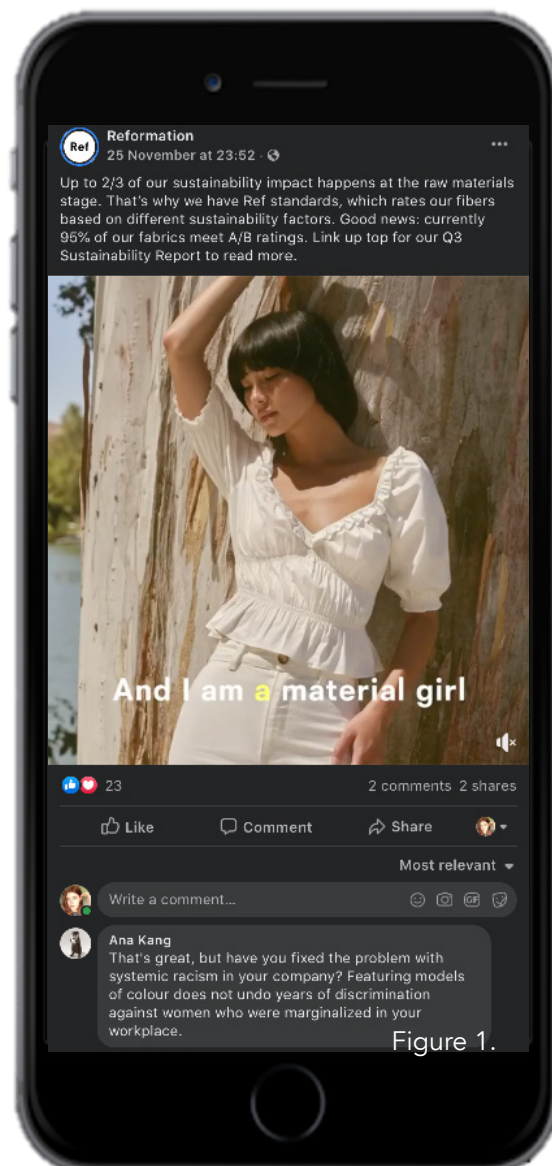 Ref
Reformation
25 November at 23:52 ·
Up to 2/3 of our sustainability impact happens at the raw materials
stage. That's why we have Ref standards, which rates our fibers
based on different sustainability factors. Good news: currently
95% of our fabrics meet A/B ratings. Link up top for our Q3
Sustainability Report to read more.
And I am a material girl
23
2 comments 2 shares
Like
Comment
Share
Most relevant
Write a comment...
GIF
Ana Kang
That's great, but have you fixed the problem with
systemic racism in your company? Featuring models
of colour does not undo years of discrimination
against women who were marginalized in your
workplace.
Figure 1.